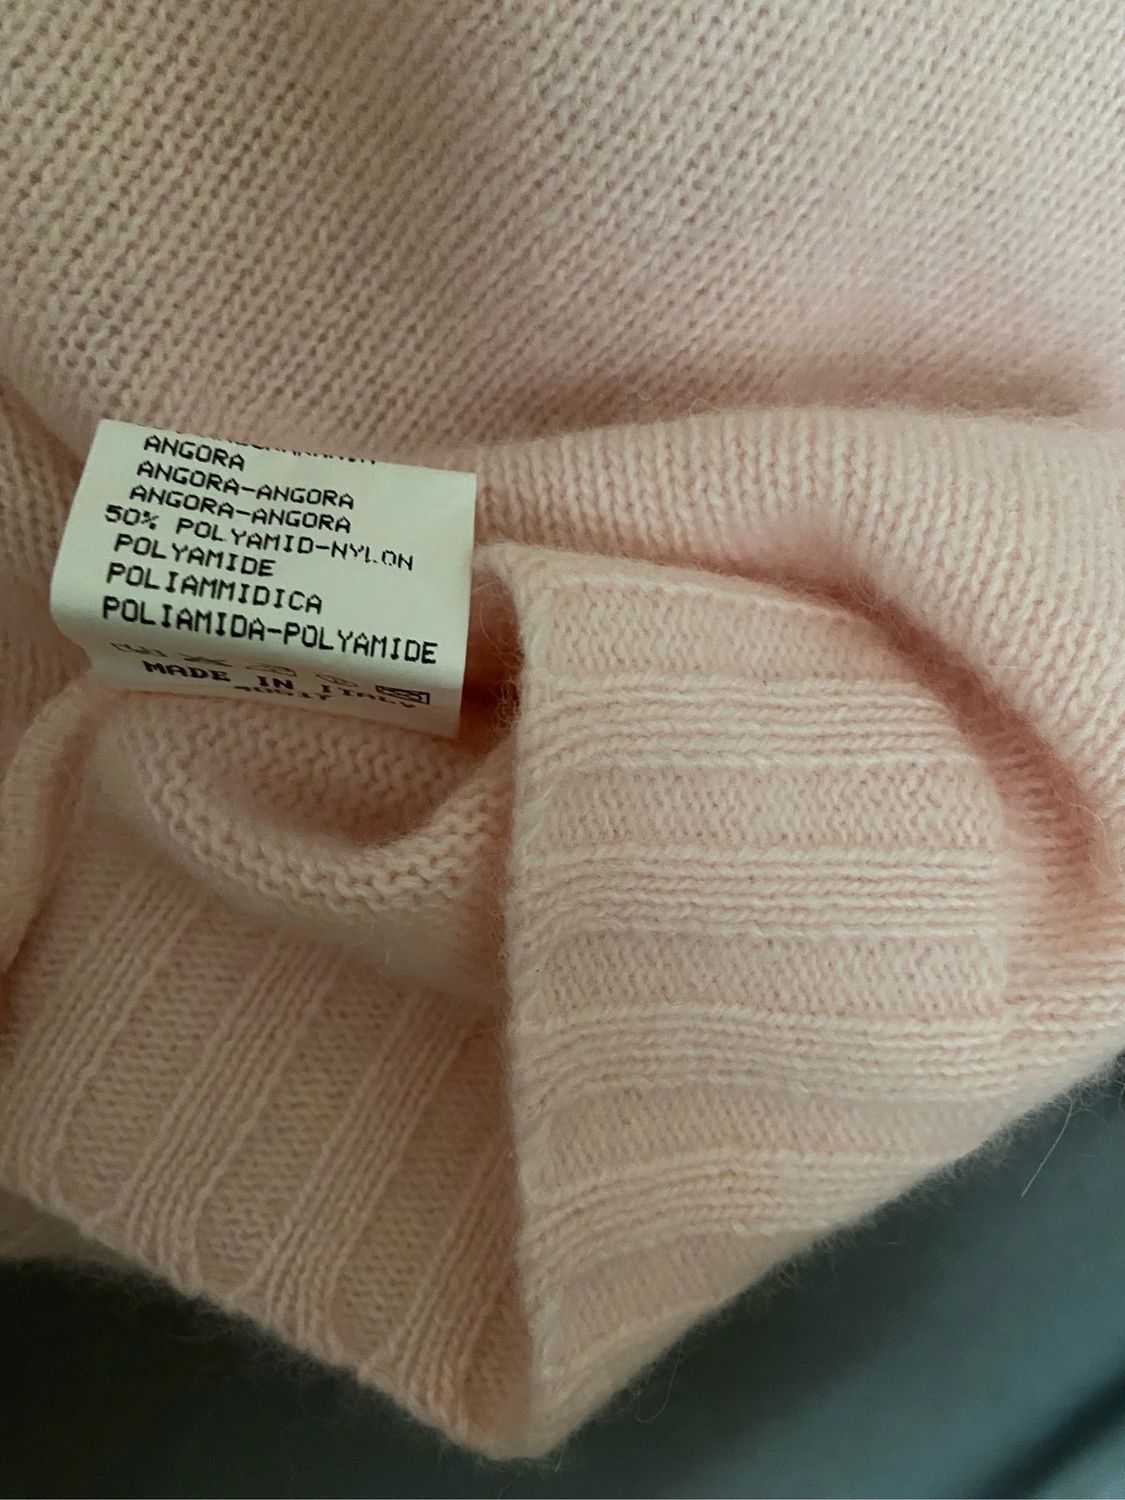 ANGORA
ANGORA-ANGORA
ANGORA-ANGORA
50% POLYAMID-NYLON
POLYAMIDE
POLIAMMIDICA
POLIAMIDA-POLYAMIDE
MADE IN ITALY